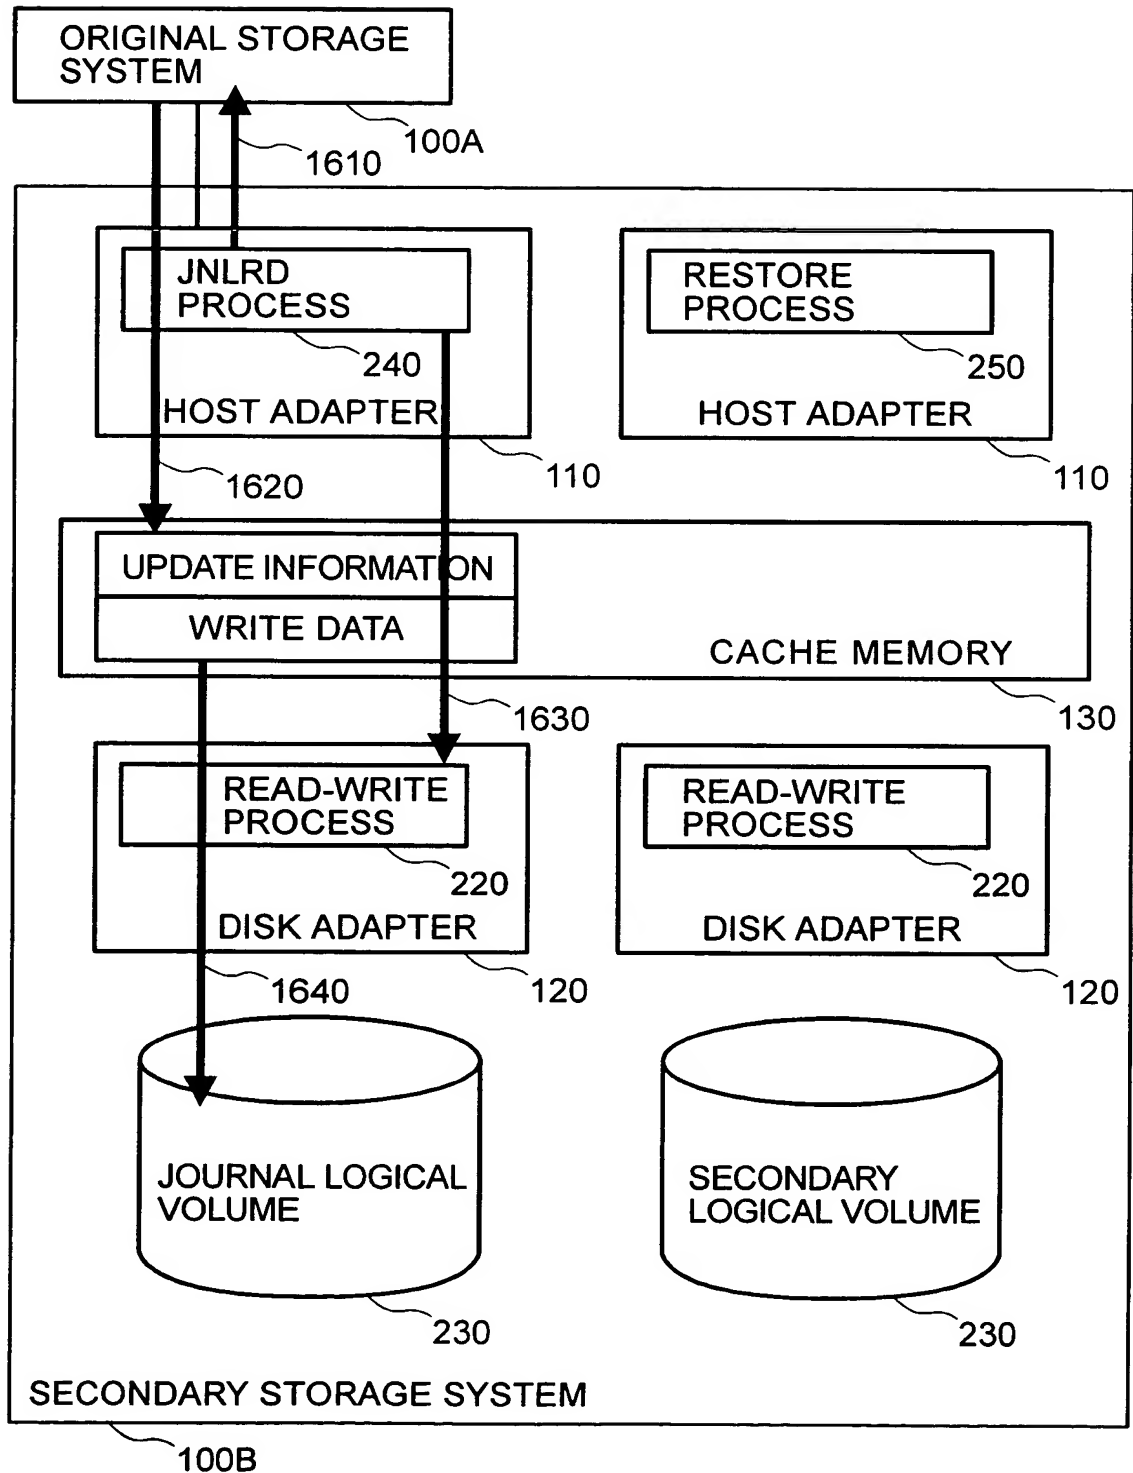 ORIGINAL STORAGE
SYSTEM
100A
1610
JNLRD
PROCESS
240
HOST ADAPTER
110
RESTORE
PROCESS
250
HOST ADAPTER
110
1620
UPDATE INFORMATION
WRITE DATA
CACHE MEMORY
130
1630
READ-WRITE
PROCESS
220
DISK ADAPTER
120
READ-WRITE
PROCESS
220
DISK ADAPTER
120
1640
JOURNAL LOGICAL
VOLUME
230
SECONDARY
LOGICAL VOLUME
230
SECONDARY STORAGE SYSTEM
100B